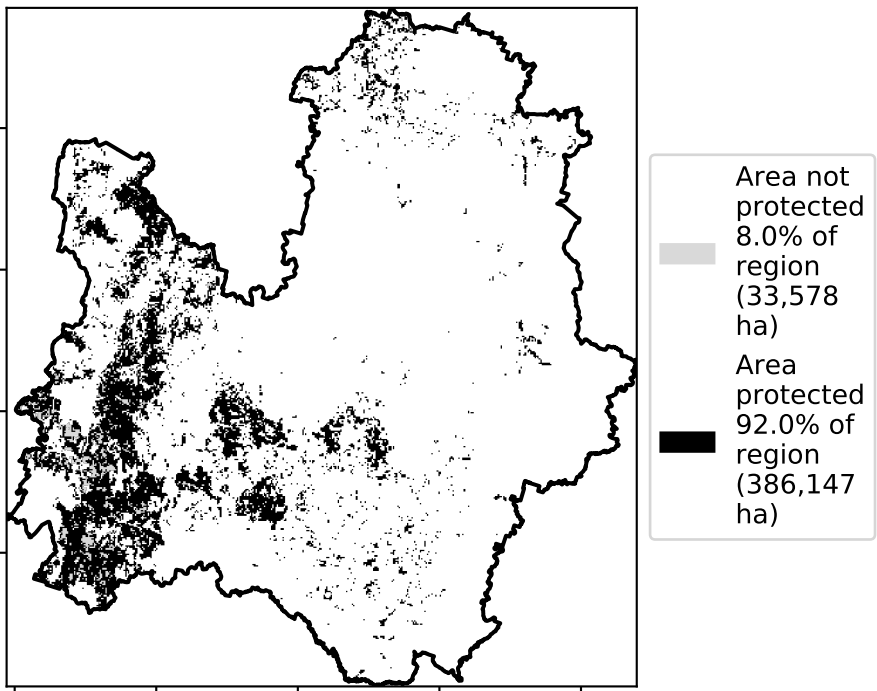 Area not
protected
8.0% of
region
(33,578
ha)
Area
protected
92.0% of
region
(386,147
ha)